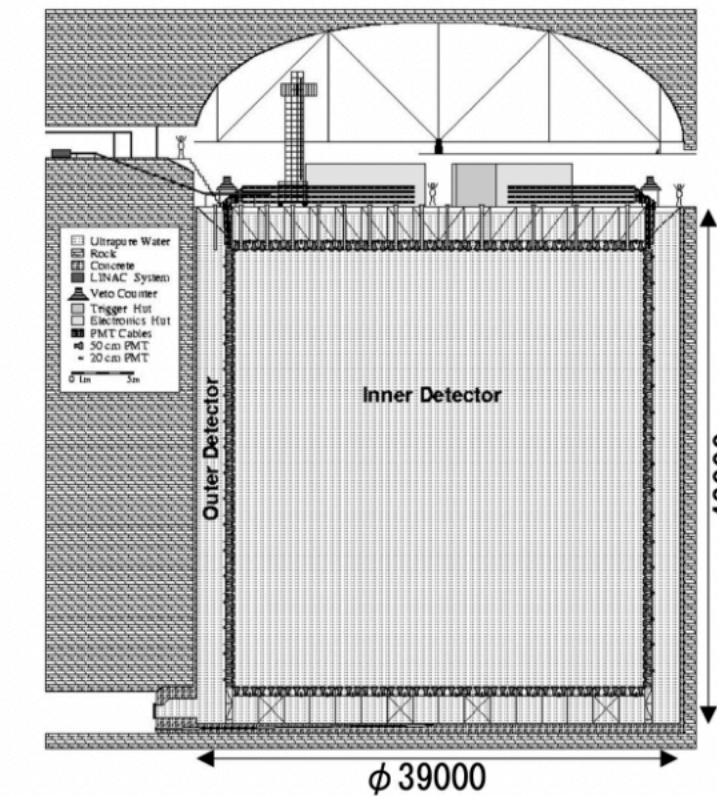 Ultrapure Water
Rock
Concrete
LINAC System
Veto Counter
Trigger Hut
Electronics Hut
PMT Cables
50 cm PMT
20 cm PMT
0 1m 5m
Outer Detector
Inner Detector
ϕ 39000